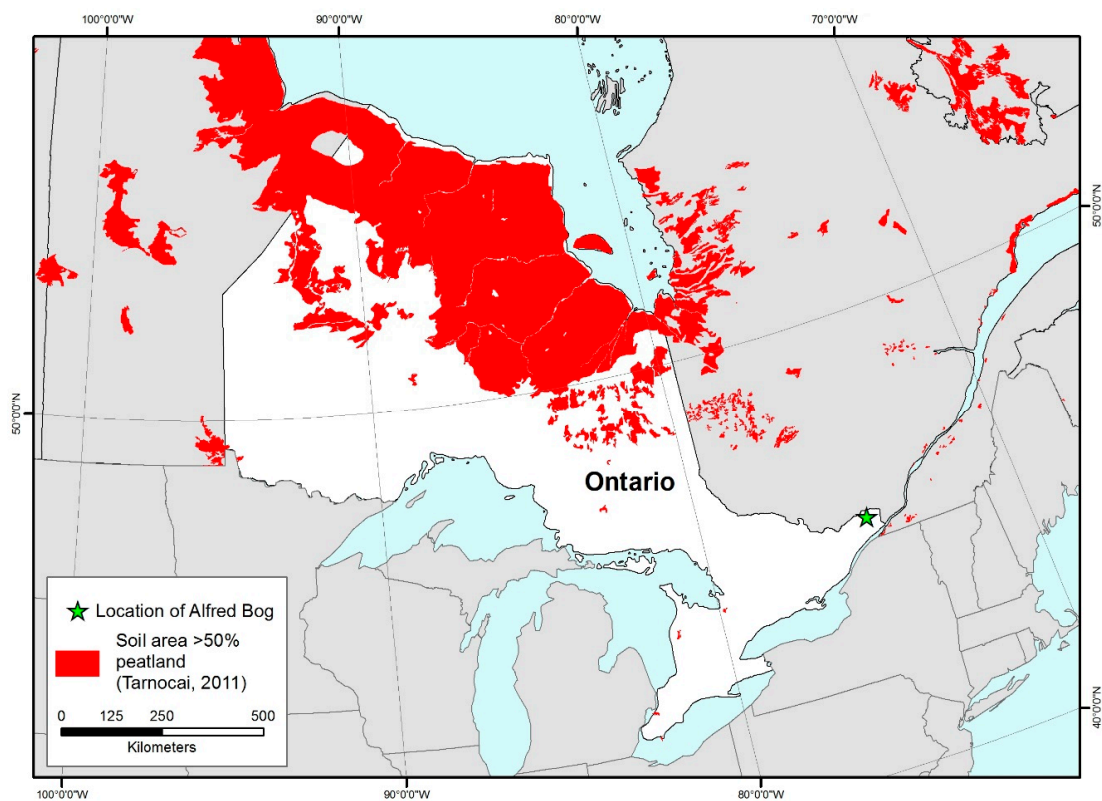 100°0'0"W
90°0'0"W
80°0'0"W
70°0'0"W
50°0'0"N
50°0'0"N
Ontario
Location of Alfred Bog
Soil area >50%
peatland
(Tarnocai, 2011)
0 125 250 500
Kilometers
40°0'0"N
100°0'0"W
90°0'0"W
80°0'0"W